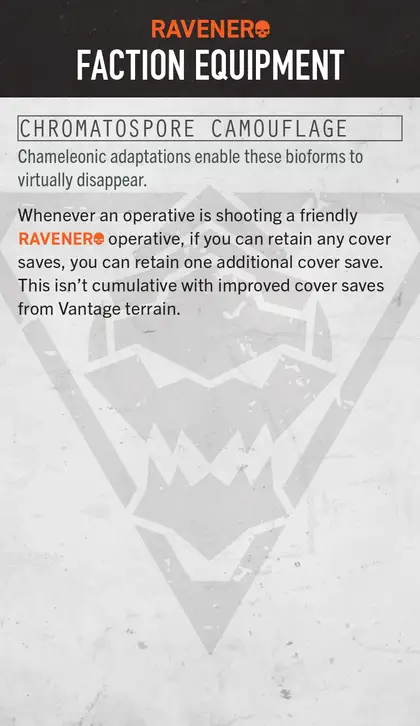 RAVENER
FACTION EQUIPMENT
CHROMATOSPORE CAMOUFLAGE
Chameleonic adaptations enable these bioforms to
virtually disappear.
Whenever an operative is shooting a friendly
RAVENER operative, if you can retain any cover
saves, you can retain one additional cover save.
This isn’t cumulative with improved cover saves
from Vantage terrain.